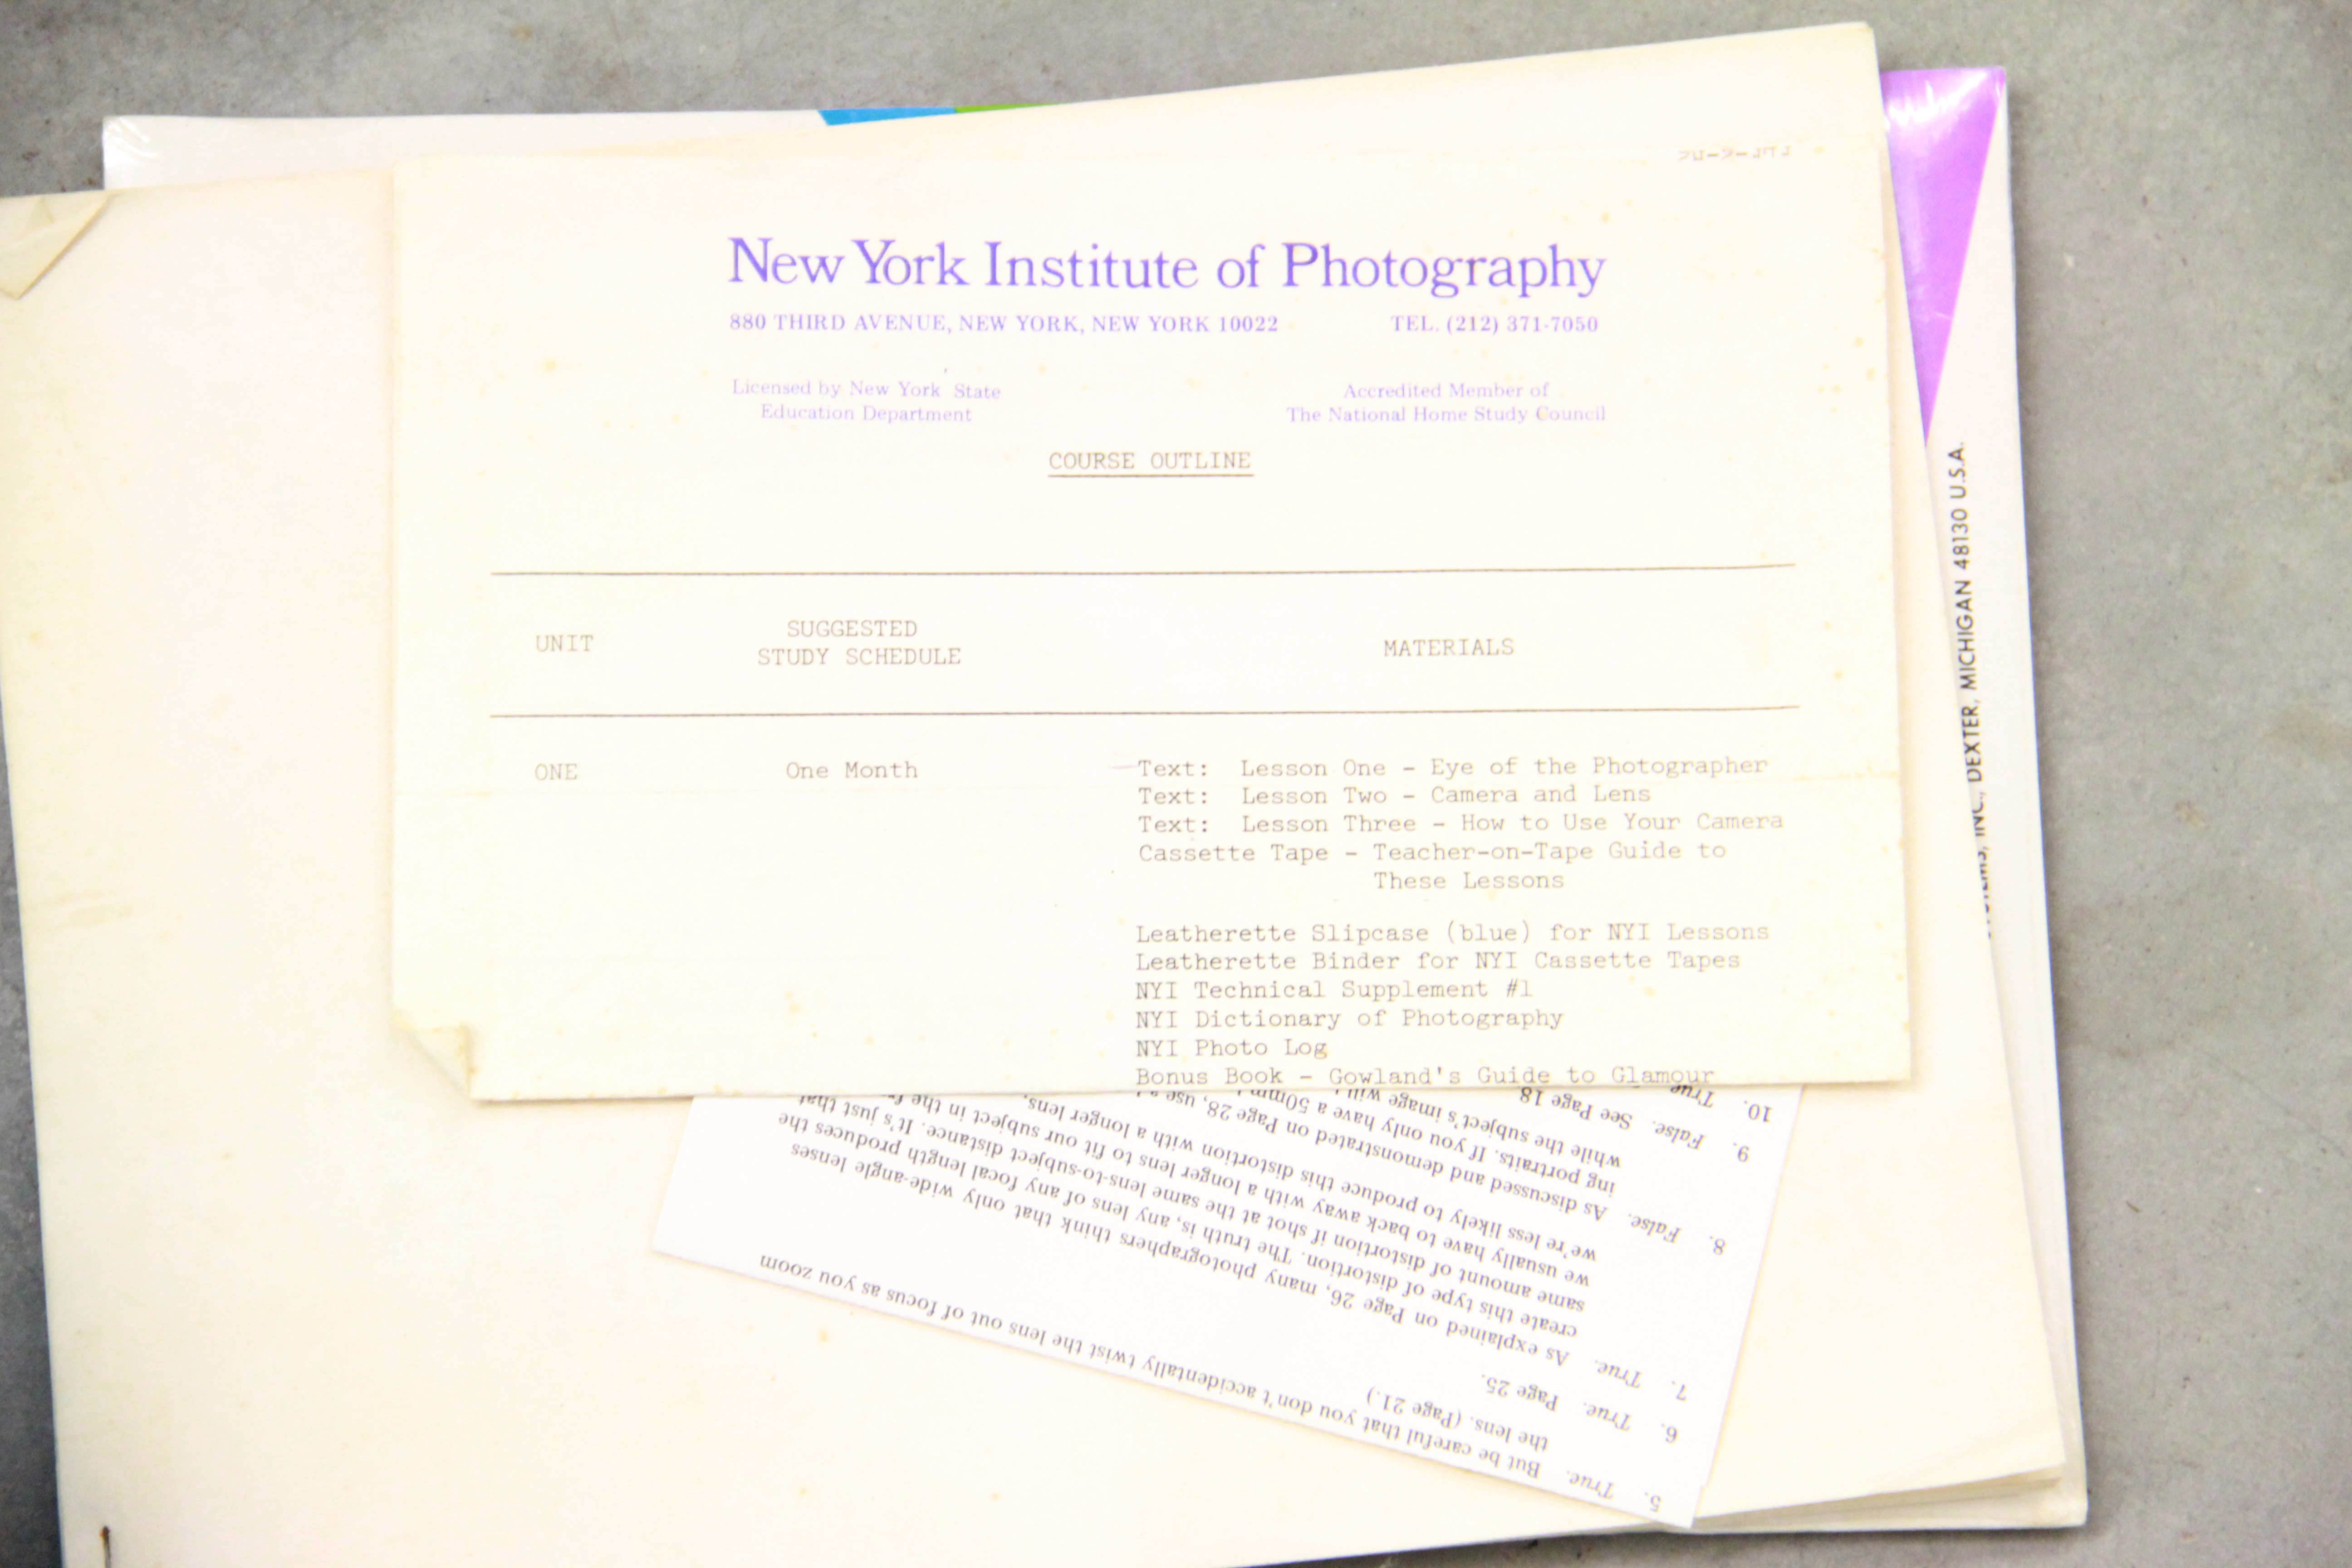 New York Institute of Photography
880 THIRD AVENUE, NEW YORK, NEW YORK 10022 TEL. (212) 371-7050
Licensed by New York State
Education Department
Accredited Member of
The National Home Study Council
COURSE OUTLINE
UNIT
SUGGESTED
STUDY SCHEDULE
MATERIALS
ONE One Month
Text: Lesson One - Eye of the Photographer
Text: Lesson Two - Camera and Lens
Text: Lesson Three - How to Use Your Camera
Cassette Tape - Teacher-on-Tape Guide to
These Lessons
Leatherette Slipcase (blue) for NYI Lessons
Leatherette Binder for NYI Cassette Tapes
NYI Technical Supplement #1
NYI Dictionary of Photography
NYI Photo Log
Bonus Book - Gowland's Guide to Glamour
5. True. But be careful that you don't accidentally twist the lens out of focus as you zoom
the lens. (Page 21.)
6. True. Page 25.
7. True. As explained on Page 26, many photographers think that only wide-angle lenses
create this type of distortion. The truth is, any lens of any focal length produces the
same amount of distortion if shot at the same lens-to-subject distance. It's just that
we usually have to back away with a longer lens to fit our subject in the
we're less likely to produce this distortion with a longer lens.
8. False. As discussed and demonstrated on Page 28, use
ing portraits. If you only have a 50mm
while the subject's image will
9. False. See Page 18
10. True
INC., DEXTER, MICHIGAN 48130 U.S.A.